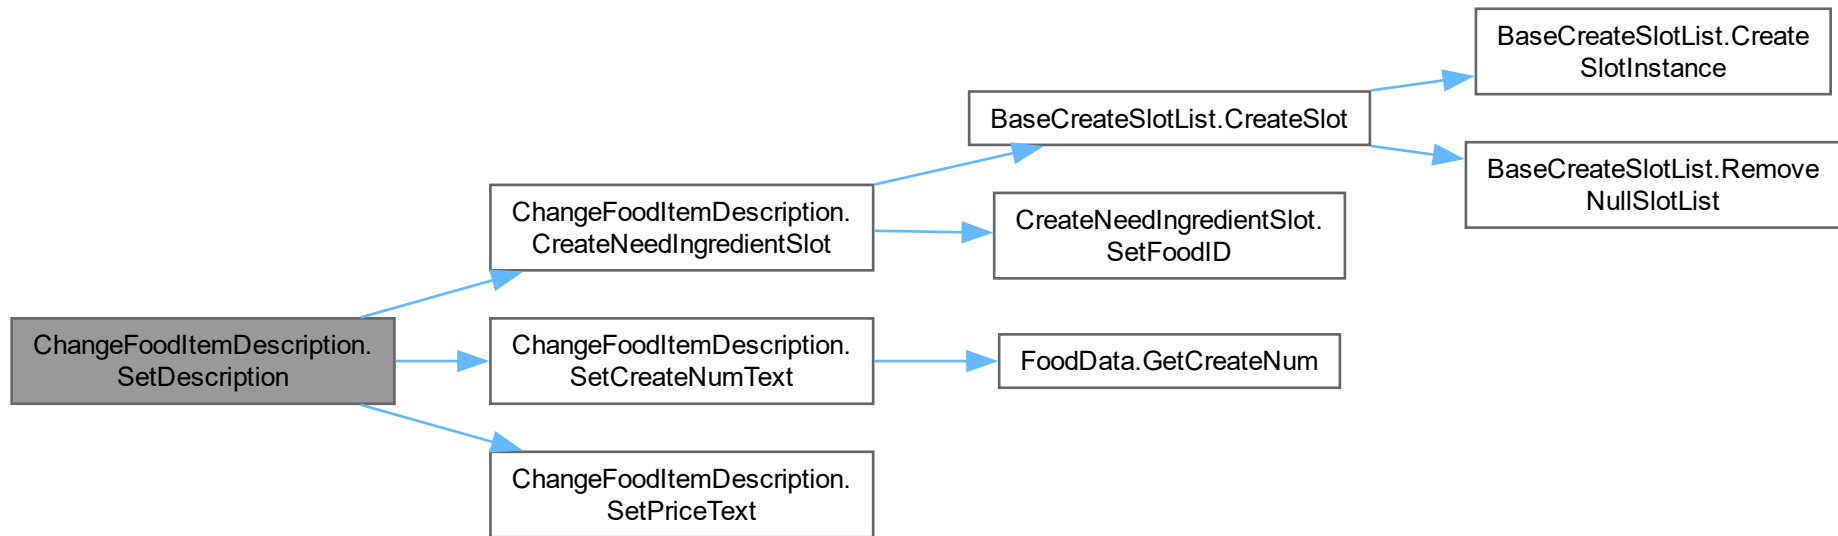 ChangeFoodItemDescription.
SetDescription
ChangeFoodItemDescription.
CreateNeedIngredientSlot
BaseCreateSlotList.CreateSlot
BaseCreateSlotList.Create
SlotInstance
BaseCreateSlotList.Remove
NullSlotList
CreateNeedIngredientSlot.
SetFoodID
ChangeFoodItemDescription.
SetCreateNumText
FoodData.GetCreateNum
ChangeFoodItemDescription.
SetPriceText